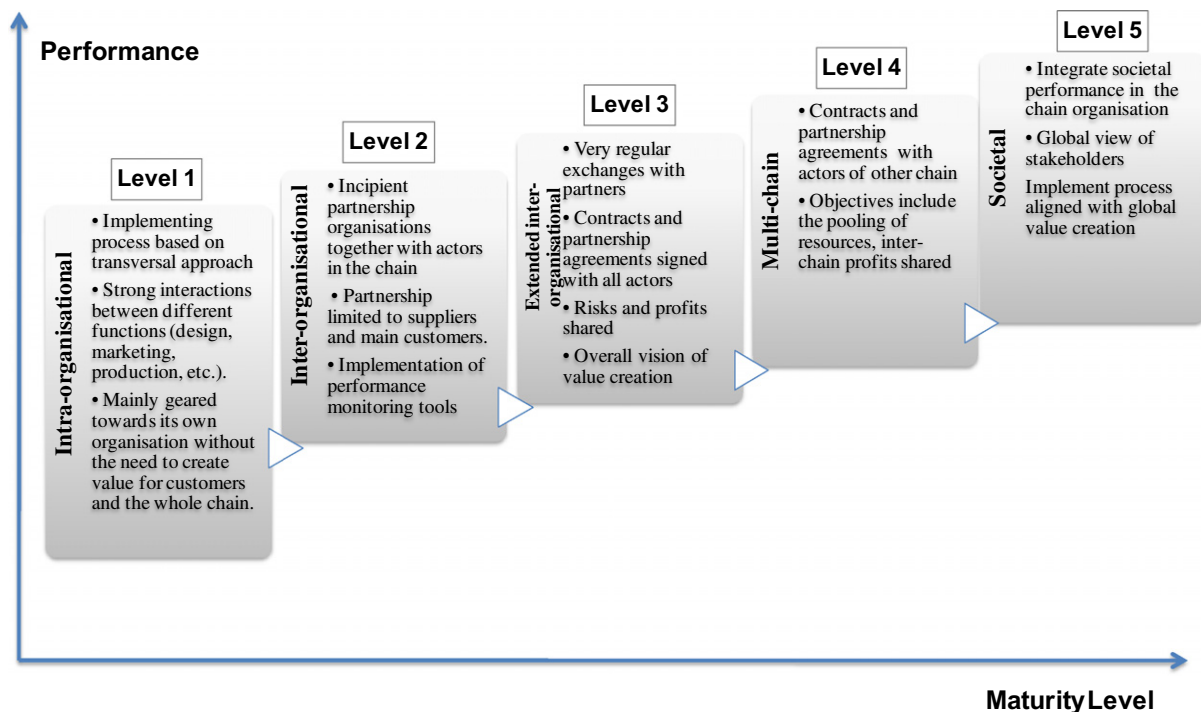 Performance
Level 1
Intra-organisational
• Implementing
process based on
transversal approach
• Strong interactions
between different
functions (design,
marketing,
production, etc.).
• Mainly geared
towards its own
organisation without
the need to create
value for customers
and the whole chain.
Level 2
Inter-organisational
• Incipient
partnership
organisations
together with actors
in the chain
• Partnership
limited to suppliers
and main customers.
• Implementation of
performance
monitoring tools
Level 3
Extended inter-
organisational
• Very regular
exchanges with
partners
• Contracts and
partnership
agreements signed
with all actors
• Risks and profits
shared
• Overall vision of
value creation
Level 4
Multi-chain
• Contracts and
partnership
agreements with
actors of other chain
• Objectives include
the pooling of
resources, inter-
chain profits shared
Level 5
Societal
• Integrate societal
performance in the
chain organisation
• Global view of
stakeholders
Implement process
aligned with global
value creation
Maturity Level